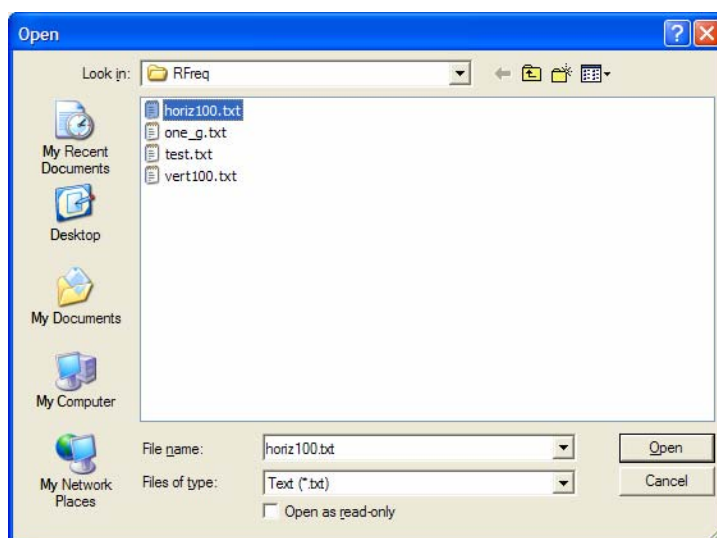 Open
Look in:
RFreq
horiz100.txt
one_g.txt
test.txt
vert100.txt
My Recent
Documents
Desktop
My Documents
My Computer
My Network
Places
File name:
horiz100.txt
Open
Files of type:
Text (*.txt)
Cancel
Open as read-only